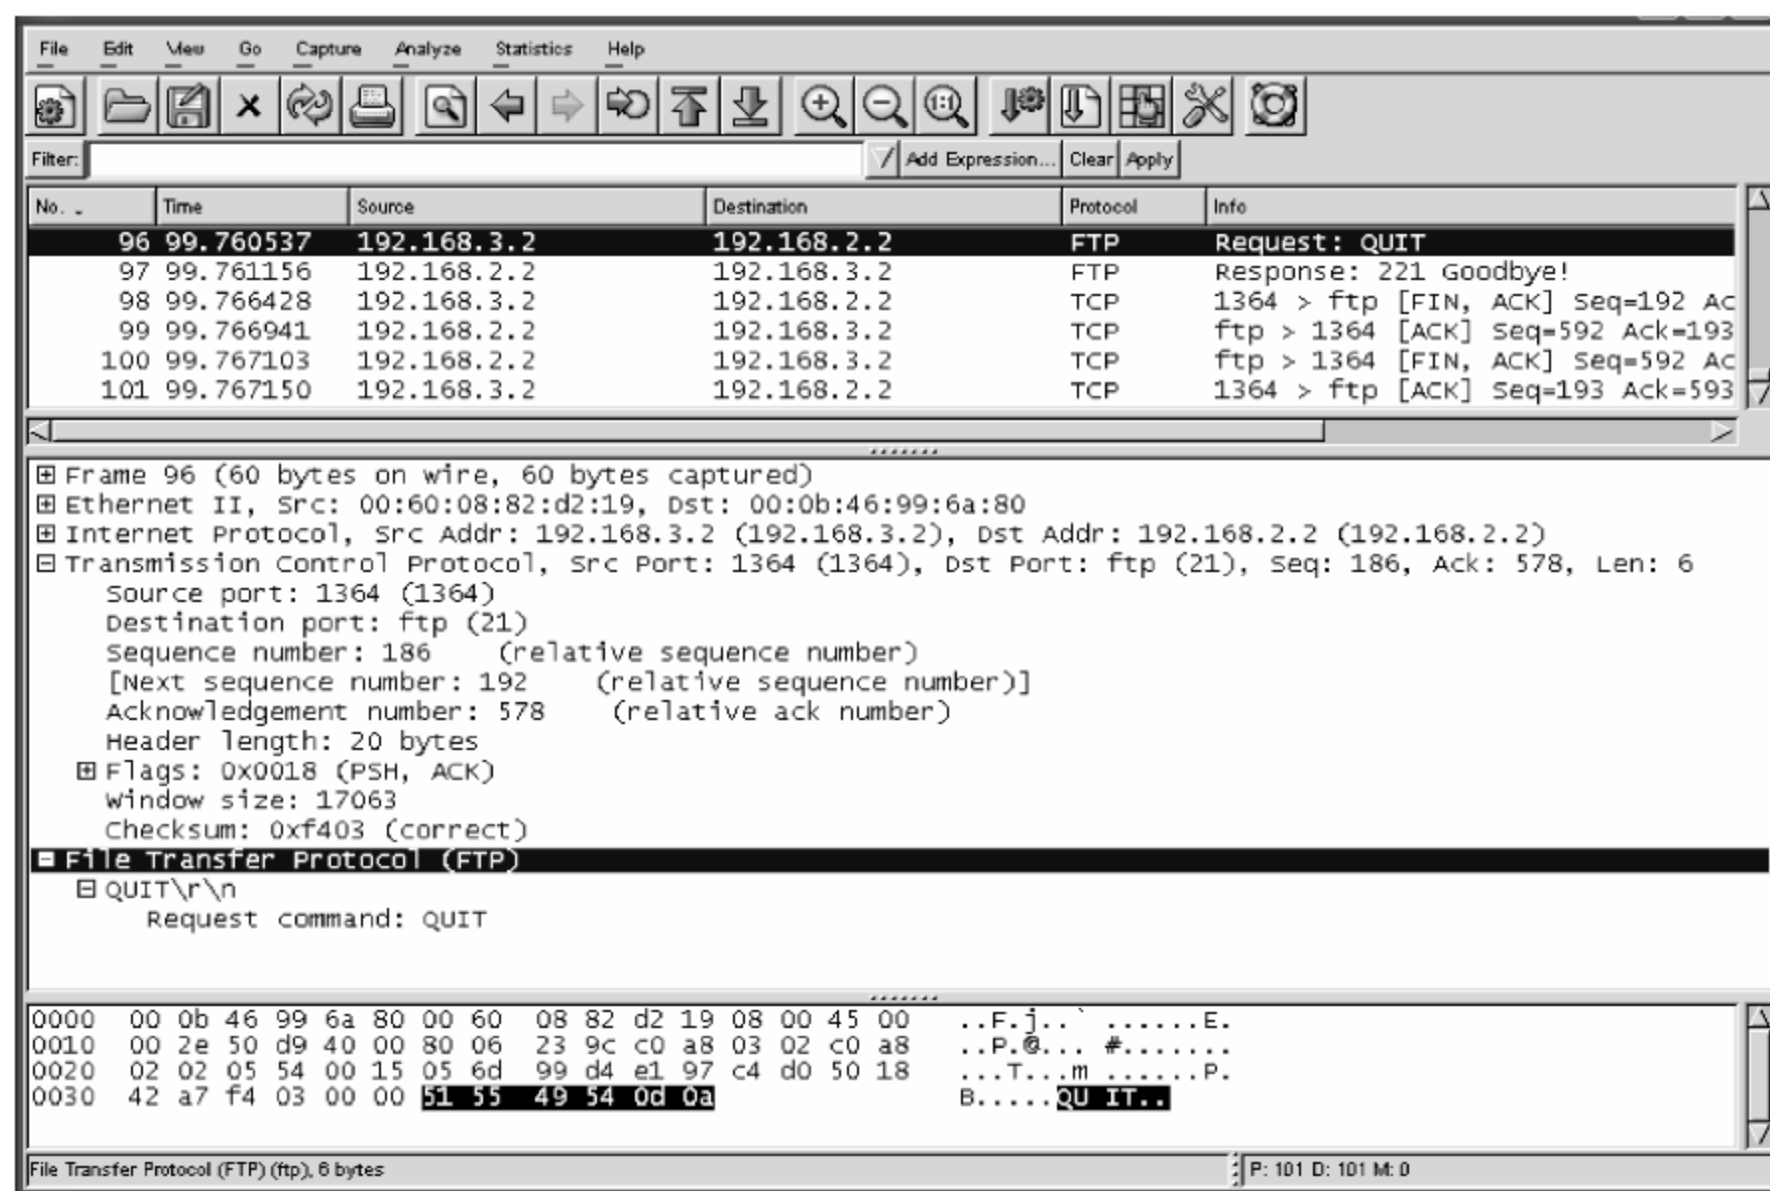 File Edit View Go Capture Analyze Statistics Help
Filter: Add Expression... Clear Apply
No. Time Source Destination Protocol Info
96 99.760537 192.168.3.2 192.168.2.2 FTP Request: QUIT
97 99.761156 192.168.2.2 192.168.3.2 FTP Response: 221 Goodbye!
98 99.766428 192.168.3.2 192.168.2.2 TCP 1364 > ftp [FIN, ACK] Seq=192 Ac
99 99.766941 192.168.2.2 192.168.3.2 TCP ftp > 1364 [ACK] Seq=592 Ack=193
100 99.767103 192.168.2.2 192.168.3.2 TCP ftp > 1364 [FIN, ACK] Seq=592 Ac
101 99.767150 192.168.3.2 192.168.2.2 TCP 1364 > ftp [ACK] Seq=193 Ack=593
Frame 96 (60 bytes on wire, 60 bytes captured)
Ethernet II, Src: 00:60:08:82:d2:19, Dst: 00:0b:46:99:6a:80
Internet Protocol, Src Addr: 192.168.3.2 (192.168.3.2), Dst Addr: 192.168.2.2 (192.168.2.2)
Transmission Control Protocol, Src Port: 1364 (1364), Dst Port: ftp (21), Seq: 186, Ack: 578, Len: 6
Source port: 1364 (1364)
Destination port: ftp (21)
Sequence number: 186 (relative sequence number)
[Next sequence number: 192 (relative sequence number)]
Acknowledgement number: 578 (relative ack number)
Header length: 20 bytes
Flags: 0x0018 (PSH, ACK)
Window size: 17063
Checksum: 0xf403 (correct)
File Transfer Protocol (FTP)
QUIT\r\n
Request command: QUIT
0000 00 0b 46 99 6a 80 00 60 08 82 d2 19 08 00 45 00 ..F.j..` ......E.
0010 00 2e 50 d9 40 00 80 06 23 9c c0 a8 03 02 c0 a8 ..P.@... #.......
0020 02 02 05 54 00 15 05 6d 99 d4 e1 97 c4 d0 50 18 ...T...m ......P.
0030 42 a7 f4 03 00 00 51 55 49 54 0d 0a B.....QU IT..
File Transfer Protocol (FTP) (ftp), 6 bytes P: 101 D: 101 M: 0